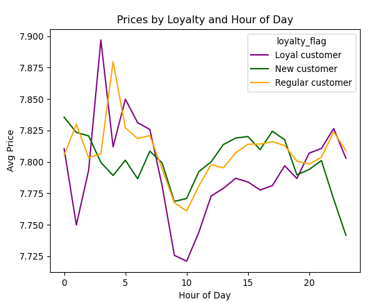 Prices by Loyalty and Hour of Day
loyalty_flag
Loyal customer
New customer
Regular customer
7.900
7.875
7.850
7.825
7.800
7.775
7.750
7.725
Avg Price
0
5
10
15
20
Hour of Day